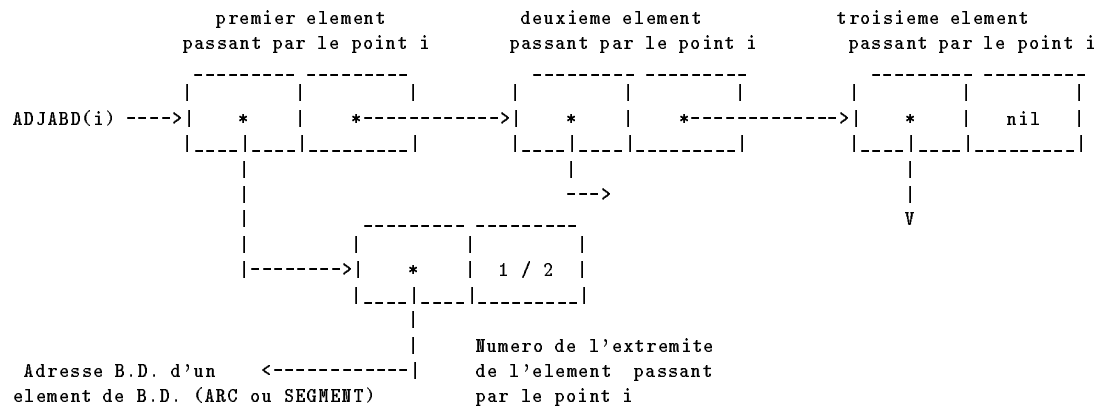 premier element deuxieme element troisieme element
passant par le point i passant par le point i passant par le point i
ADJABD(i) ---->| * | *------------->| * | *------------->| * | nil |
--->
V
|-------->| * | 1 / 2 |
Numero de l'extremite
Adresse B.D. d'un <------------| de l'element passant
element de B.D. (ARC ou SEGMENT) par le point i